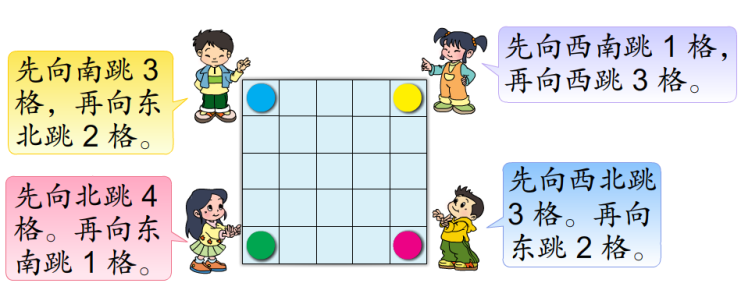 先向南跳 3
格，再向东
北跳 2 格。
先向西南跳 1 格，
再向西跳 3 格。
先向北跳 4
格。再向东
南跳 1 格。
先向西北跳
3 格。再向
东跳 2 格。